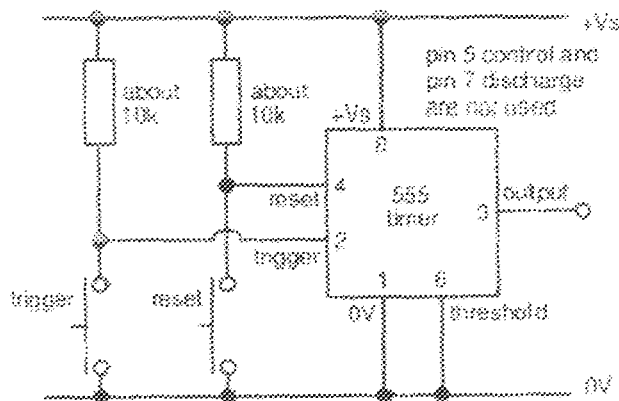 +Vs
pin 5 control and
pin 7 discharge
are not used
about
10k
about
10k
+Vs
8
4
reset
555
timer
3
output
2
trigger
trigger
reset
1
6
0V
threshold
0V